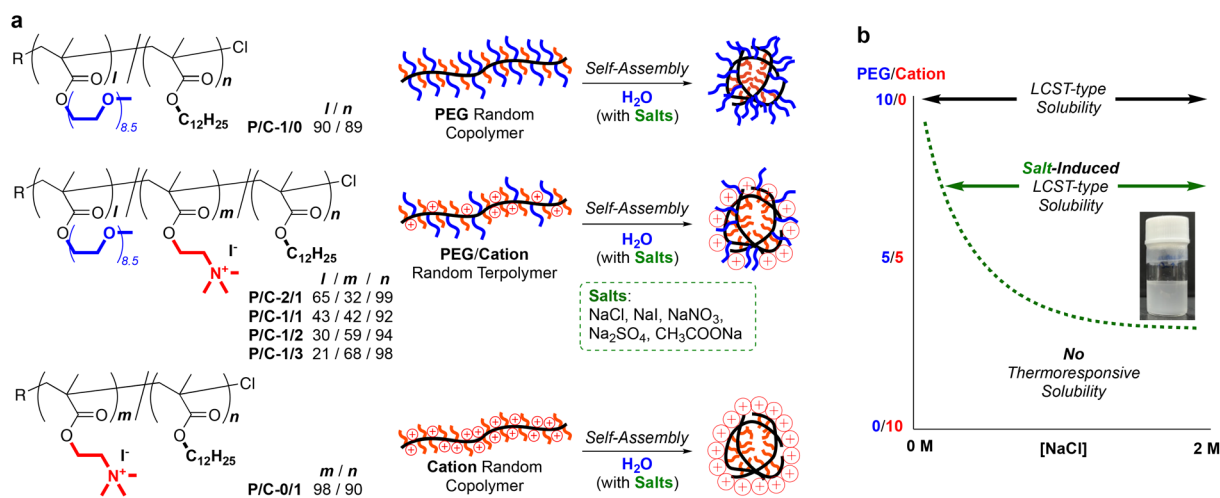 a
R
l
n
Cl
O
O
O
O
O
8.5
C12H25
l / n
P/C-1/0 90 / 89
PEG Random
Copolymer
Self-Assembly
H2O
(with Salts)
R
l
m
n
Cl
O
O
O
O
O
O
O
8.5
I-
N+
C12H25
l / m / n
P/C-2/1 65 / 32 / 99
P/C-1/1 43 / 42 / 92
P/C-1/2 30 / 59 / 94
P/C-1/3 21 / 68 / 98
PEG/Cation
Random Terpolymer
Self-Assembly
H2O
(with Salts)
Salts:
NaCl, NaI, NaNO3,
Na2SO4, CH3COONa
R
m
n
Cl
O
O
O
O
I-
N+
C12H25
m / n
P/C-0/1 98 / 90
Cation Random
Copolymer
Self-Assembly
H2O
(with Salts)
b
PEG/Cation
10/0
5/5
0/10
LCST-type
Solubility
Salt-Induced
LCST-type
Solubility
No
Thermoresponsive
Solubility
0 M
[NaCl]
2 M